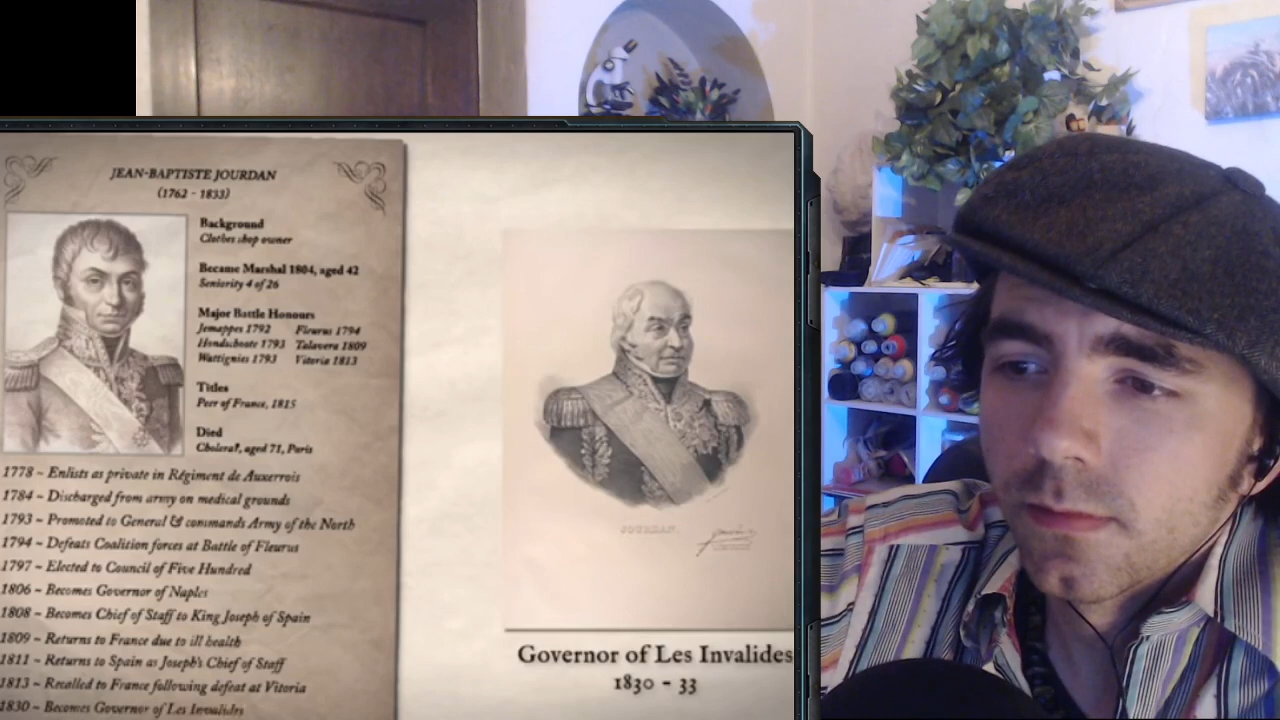 JEAN-BAPTISTE JOURDAN
(1762 - 1833)
Background
Clothes shop owner
Became Marshal 1804, aged 42
Seniority 4 of 26
Major Battle Honours
Jemappes 1792 Fleurus 1794
Hondschoote 1793 Talavera 1809
Wattignies 1793 Vitoria 1813
Titles
Peer of France, 1815
Died
Cholera?, aged 71, Paris
1778 ~ Enlists as private in Régiment de Auxerrois
1784 ~ Discharged from army on medical grounds
1793 ~ Promoted to General & commands Army of the North
1794 ~ Defeats Coalition forces at Battle of Fleurus
1797 ~ Elected to Council of Five Hundred
1806 ~ Becomes Governor of Naples
1808 ~ Becomes Chief of Staff to King Joseph of Spain
1809 ~ Returns to France due to ill health
1811 ~ Returns to Spain as Joseph's Chief of Staff
1813 ~ Recalled to France following defeat at Vitoria
1830 ~ Becomes Governor of Les Invalides
JOURDAN.
Governor of Les Invalides
1830 - 33